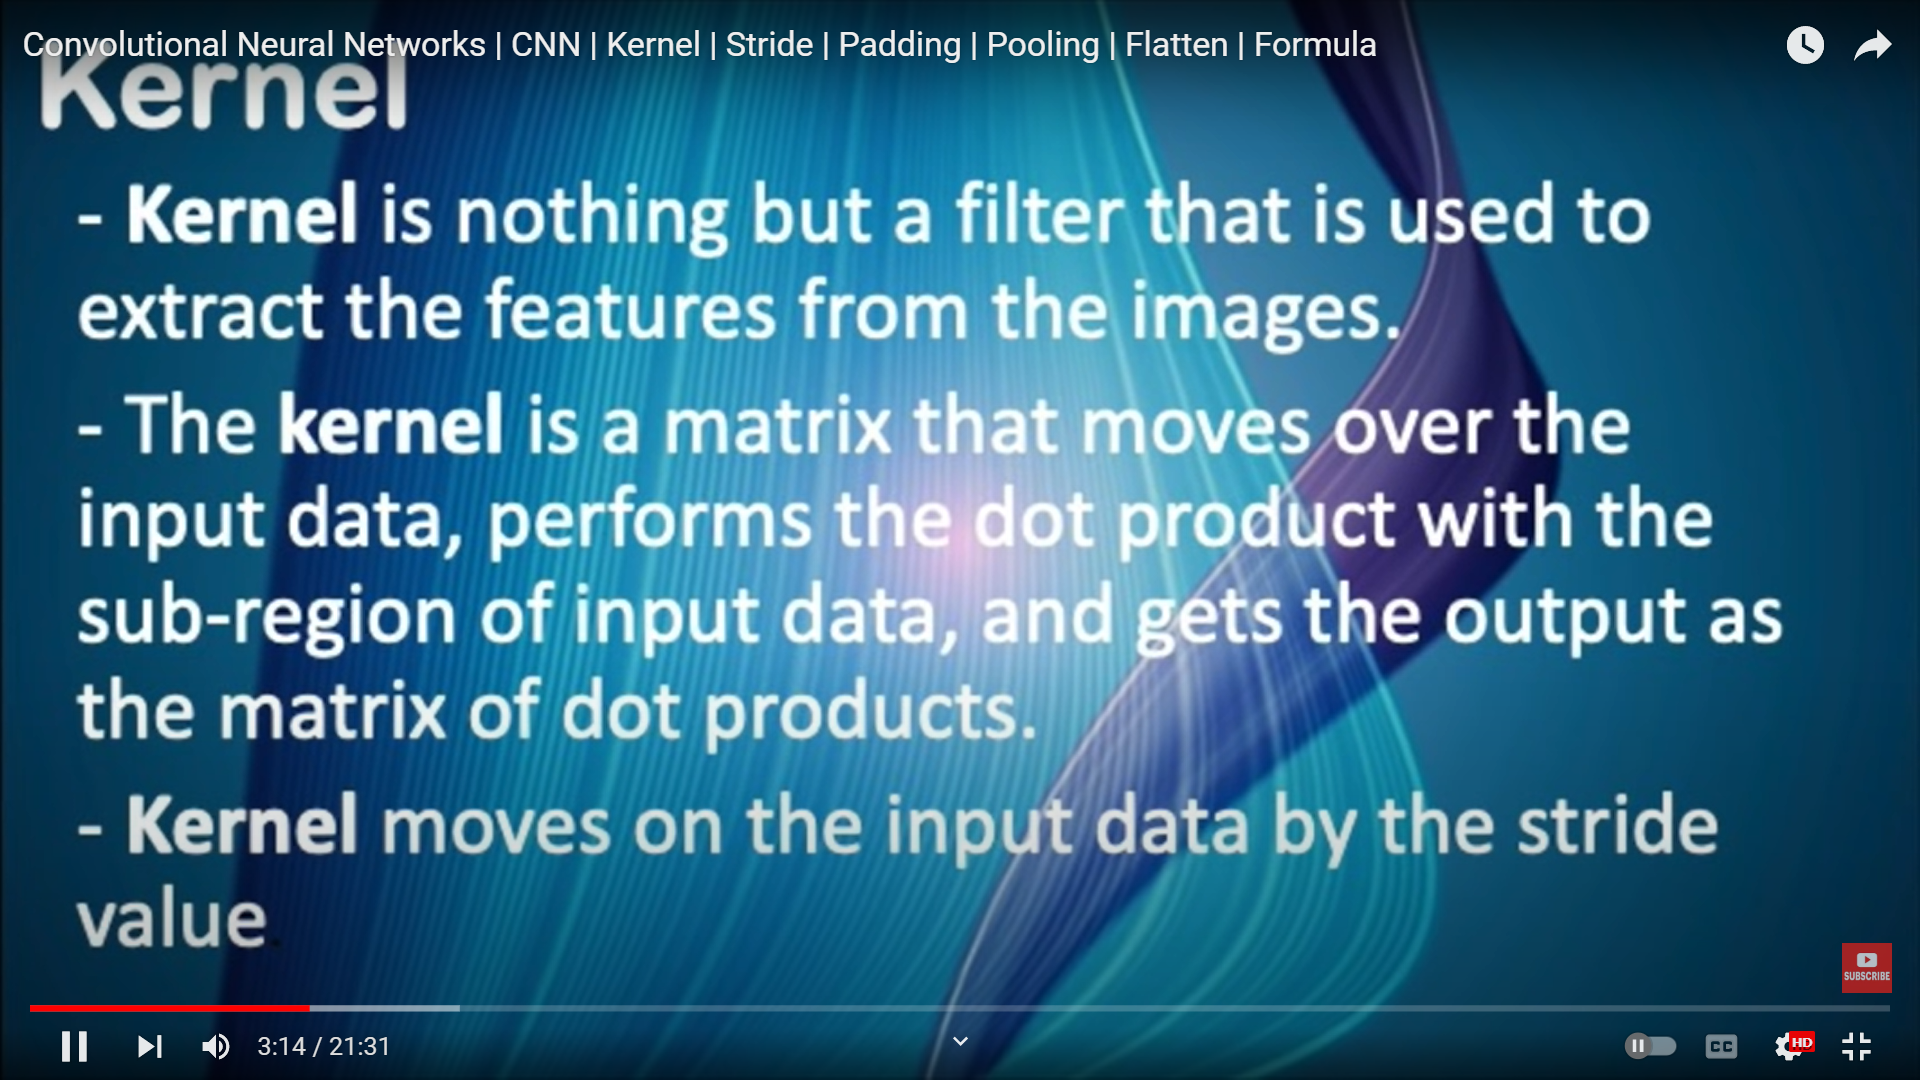 Convolutional Neural Networks | CNN | Kernel | Stride | Padding | Pooling | Flatten | Formula
Kernel
- Kernel is nothing but a filter that is used to
extract the features from the images.
- The kernel is a matrix that moves over the
input data, performs the dot product with the
sub-region of input data, and gets the output as
the matrix of dot products.
- Kernel moves on the input data by the stride
value.
SUBSCRIBE
3:14 / 21:31
CC
HD